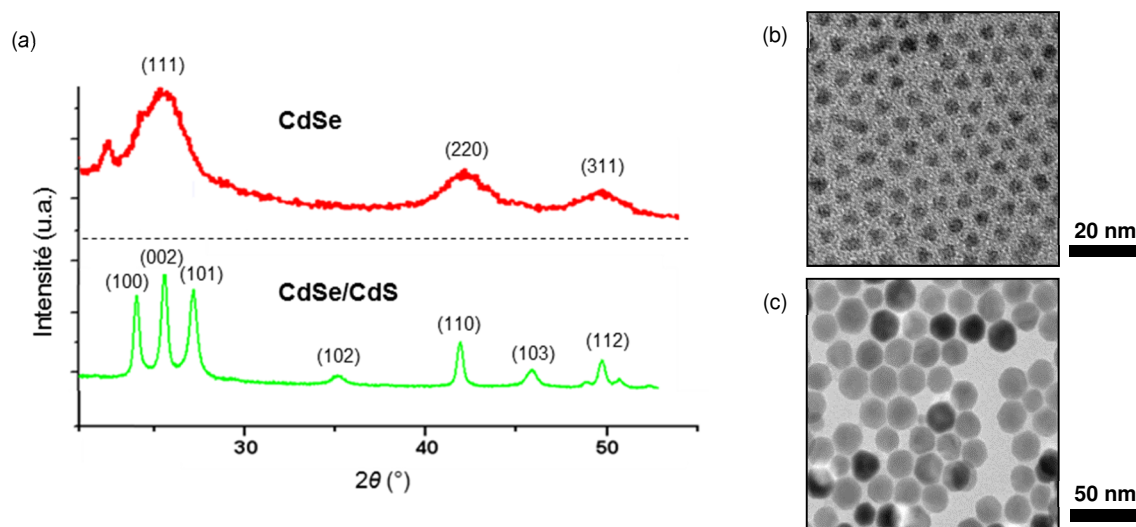 (a)
(111)
CdSe
(220)
(311)
(002)
(100)
(101)
CdSe/CdS
(110)
(102)
(103)
(112)
Intensité (u.a.)
30
40
50
2θ (°)
(b)
20 nm
(c)
50 nm